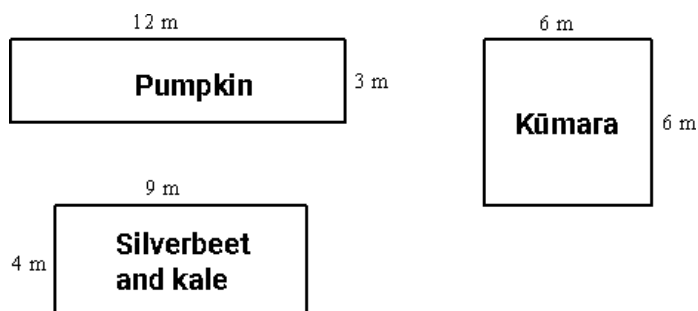 12 m
Pumpkin
3 m
6 m
Kūmara
6 m
9 m
4 m
Silverbeet
and kale